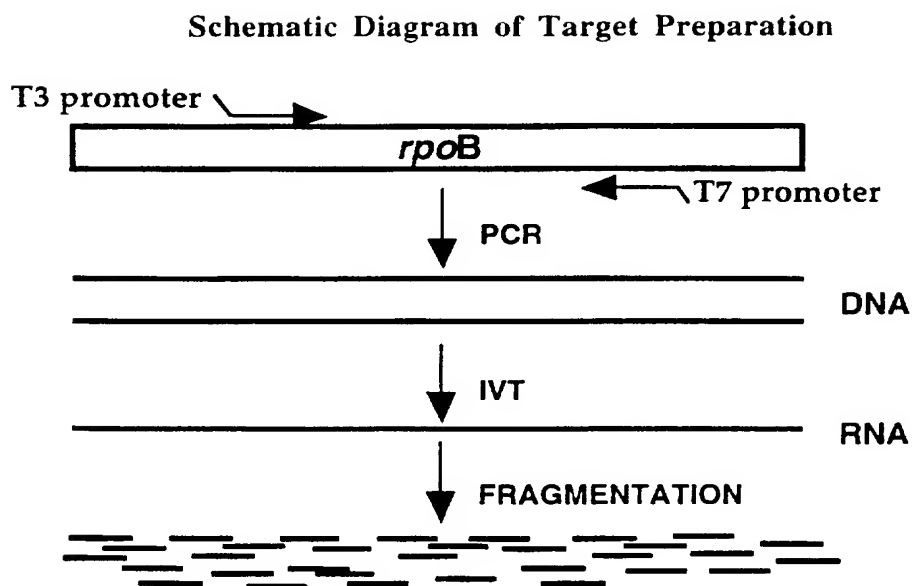 Schematic Diagram of Target Preparation
T3 promoter
rpoB
T7 promoter
PCR
DNA
IVT
RNA
FRAGMENTATION